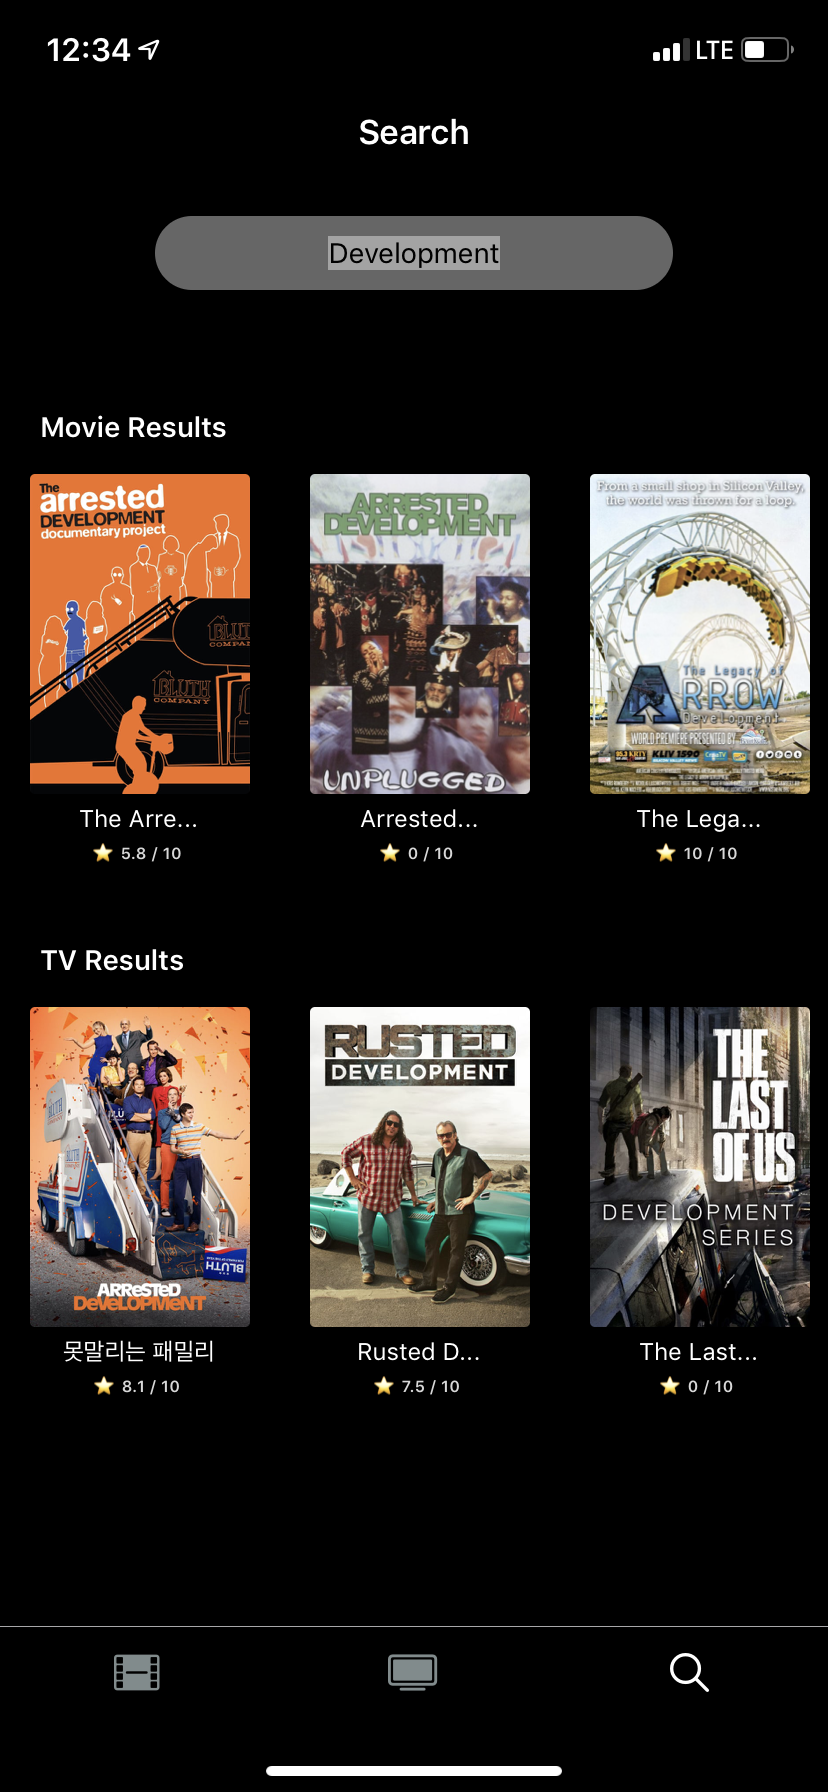 12:34
LTE
Search
Development
Movie Results
The
arrested
DEVELOPMENT
documentary project
BLUTH
COMPANY
ARRESTED
DEVELOPMENT
UNPLUGGED
From a small shop in Silicon Valley,
the world was thrown for a loop.
The Legacy of
ARROW
Development
WORLD PREMIERE PRESENTED BY
KLIV 1590
The Arre...
Arrested...
The Lega...
5.8 / 10
0 / 10
10 / 10
TV Results
BLUTH
ARReSTeD
DeVeLOPMeNT
RUSTED
DEVELOPMENT
THE
LAST
OF US
DEVELOPMENT
SERIES
못말리는 패밀리
Rusted D...
The Last...
8.1 / 10
7.5 / 10
0 / 10